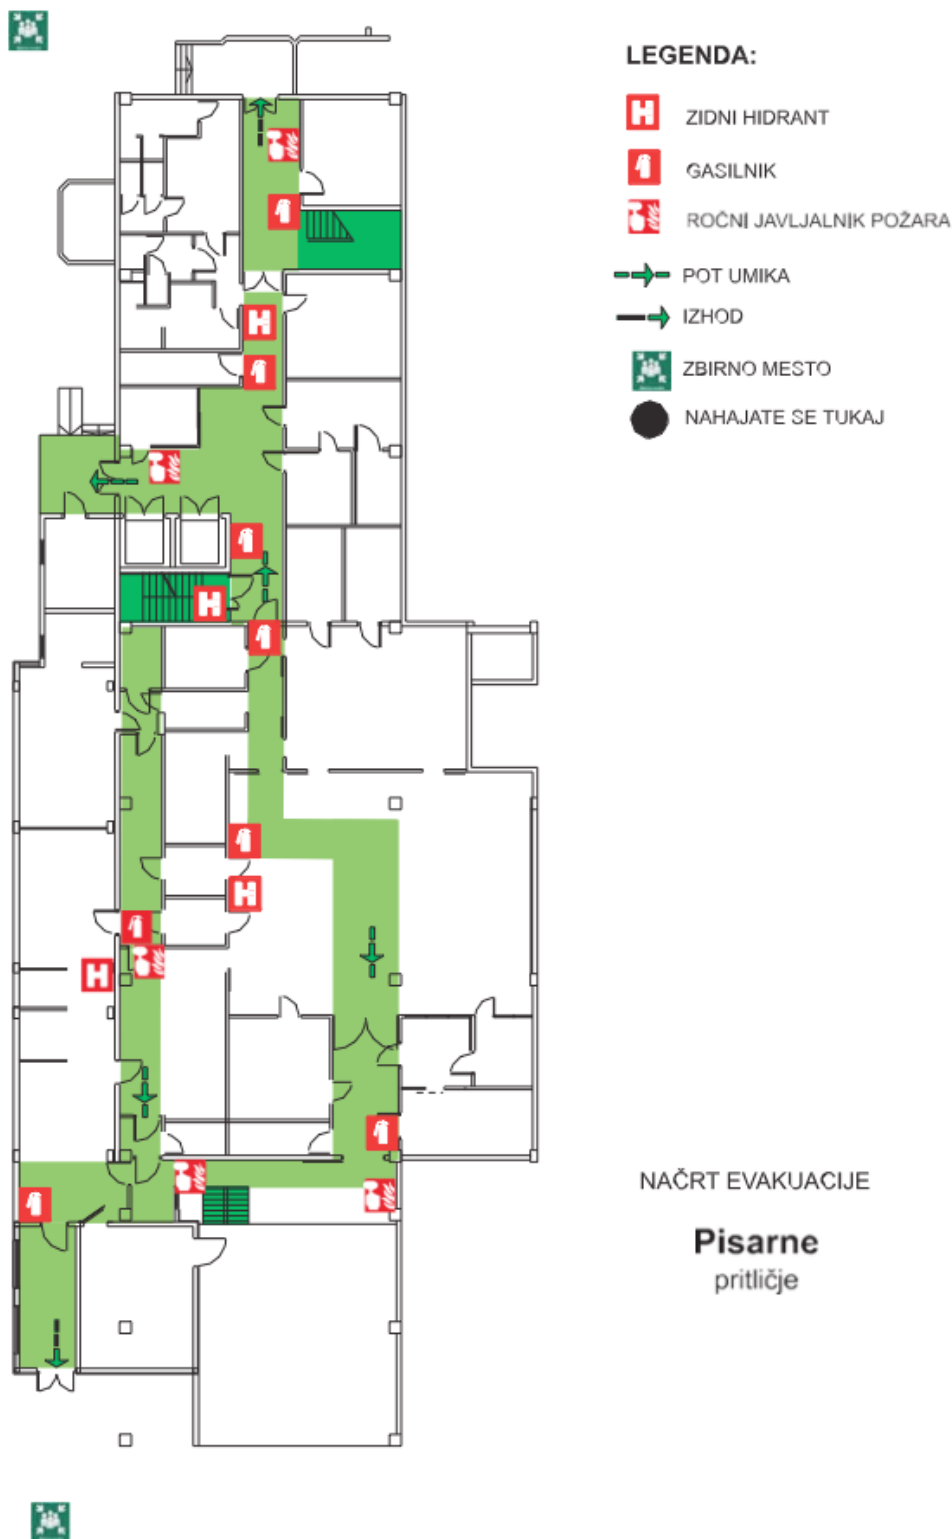 LEGENDA:
ZIDNI HIDRANT
GASILNIK
ROČNI JAVLJALNIK POŽARA
POT UMIKA
IZHOD
ZBIRNO MESTO
NAHAJATE SE TUKAJ
NAČRT EVAKUACIJE
Pisarne
pritličje